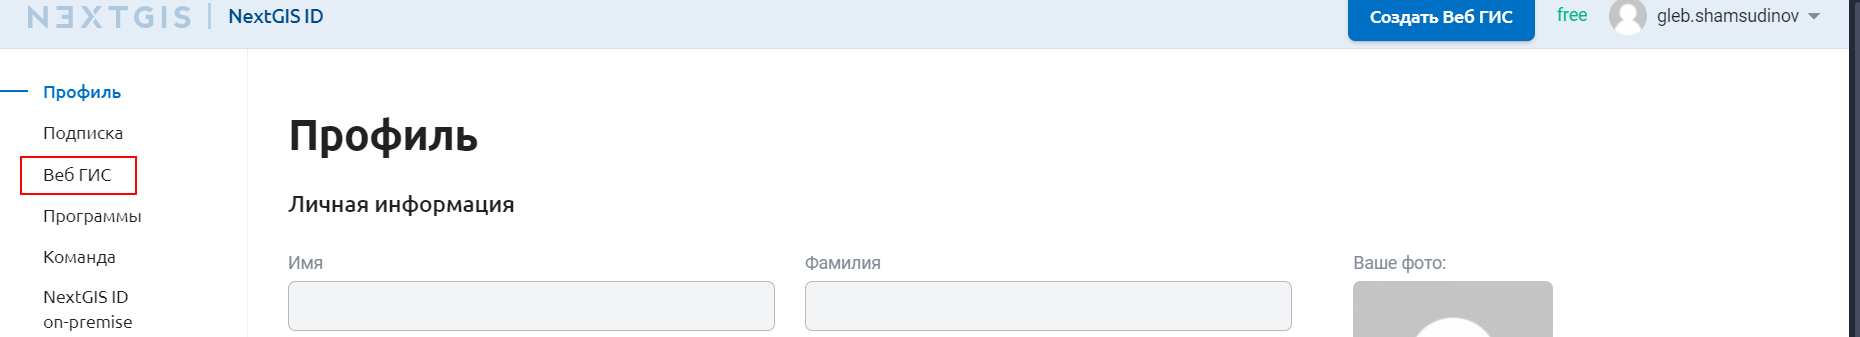 NEXTGIS | NextGIS ID
Создать Веб ГИС
free
gleb.shamsudinov
Профиль
Подписка
Веб ГИС
Программы
Команда
NextGIS ID
on-premise
Профиль
Личная информация
Имя
Фамилия
Ваше фото: